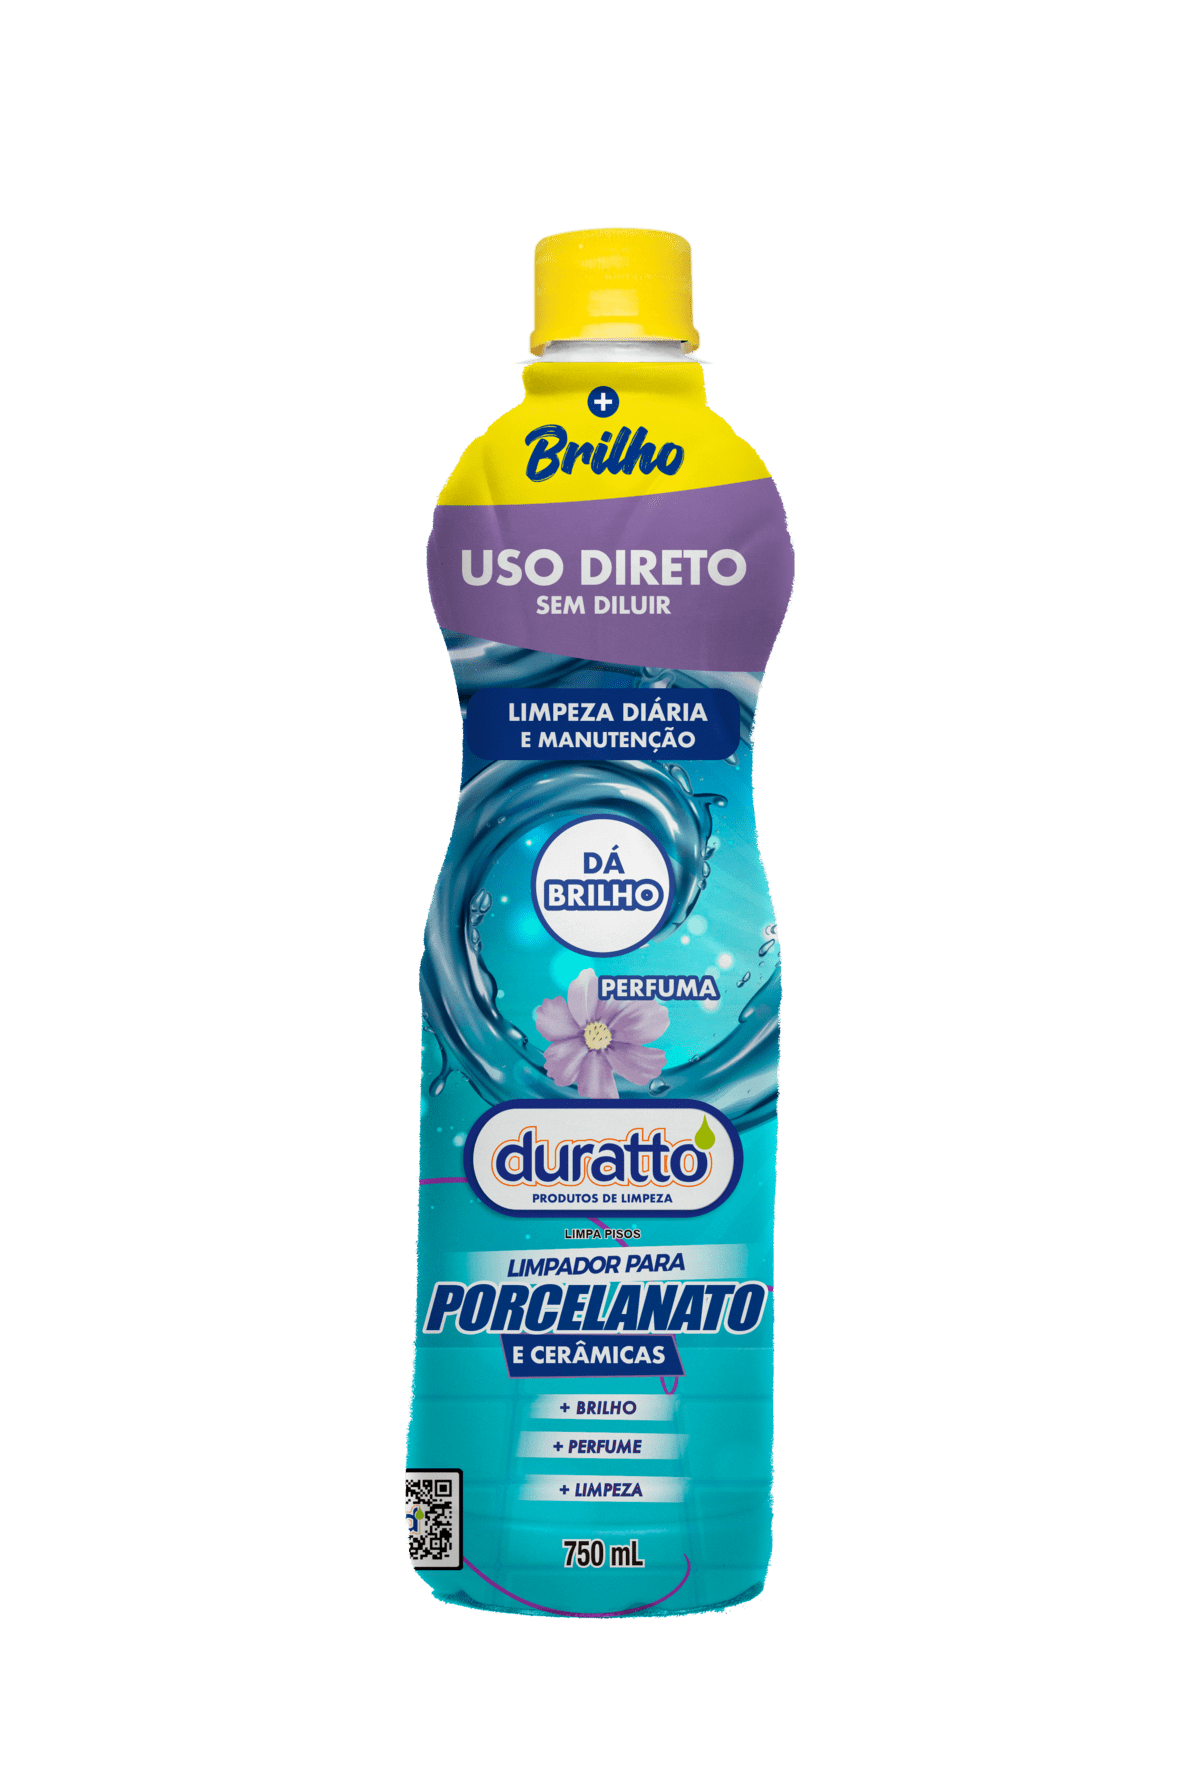 +
Brilho
USO DIRETO
SEM DILUIR
LIMPEZA DIÁRIA
E MANUTENÇÃO
DÁ
BRILHO
PERFUMA
duratto
PRODUTOS DE LIMPEZA
LIMPA PISOS
LIMPADOR PARA
PORCELANATO
E CERÂMICAS
+ BRILHO
+ PERFUME
+ LIMPEZA
750 mL